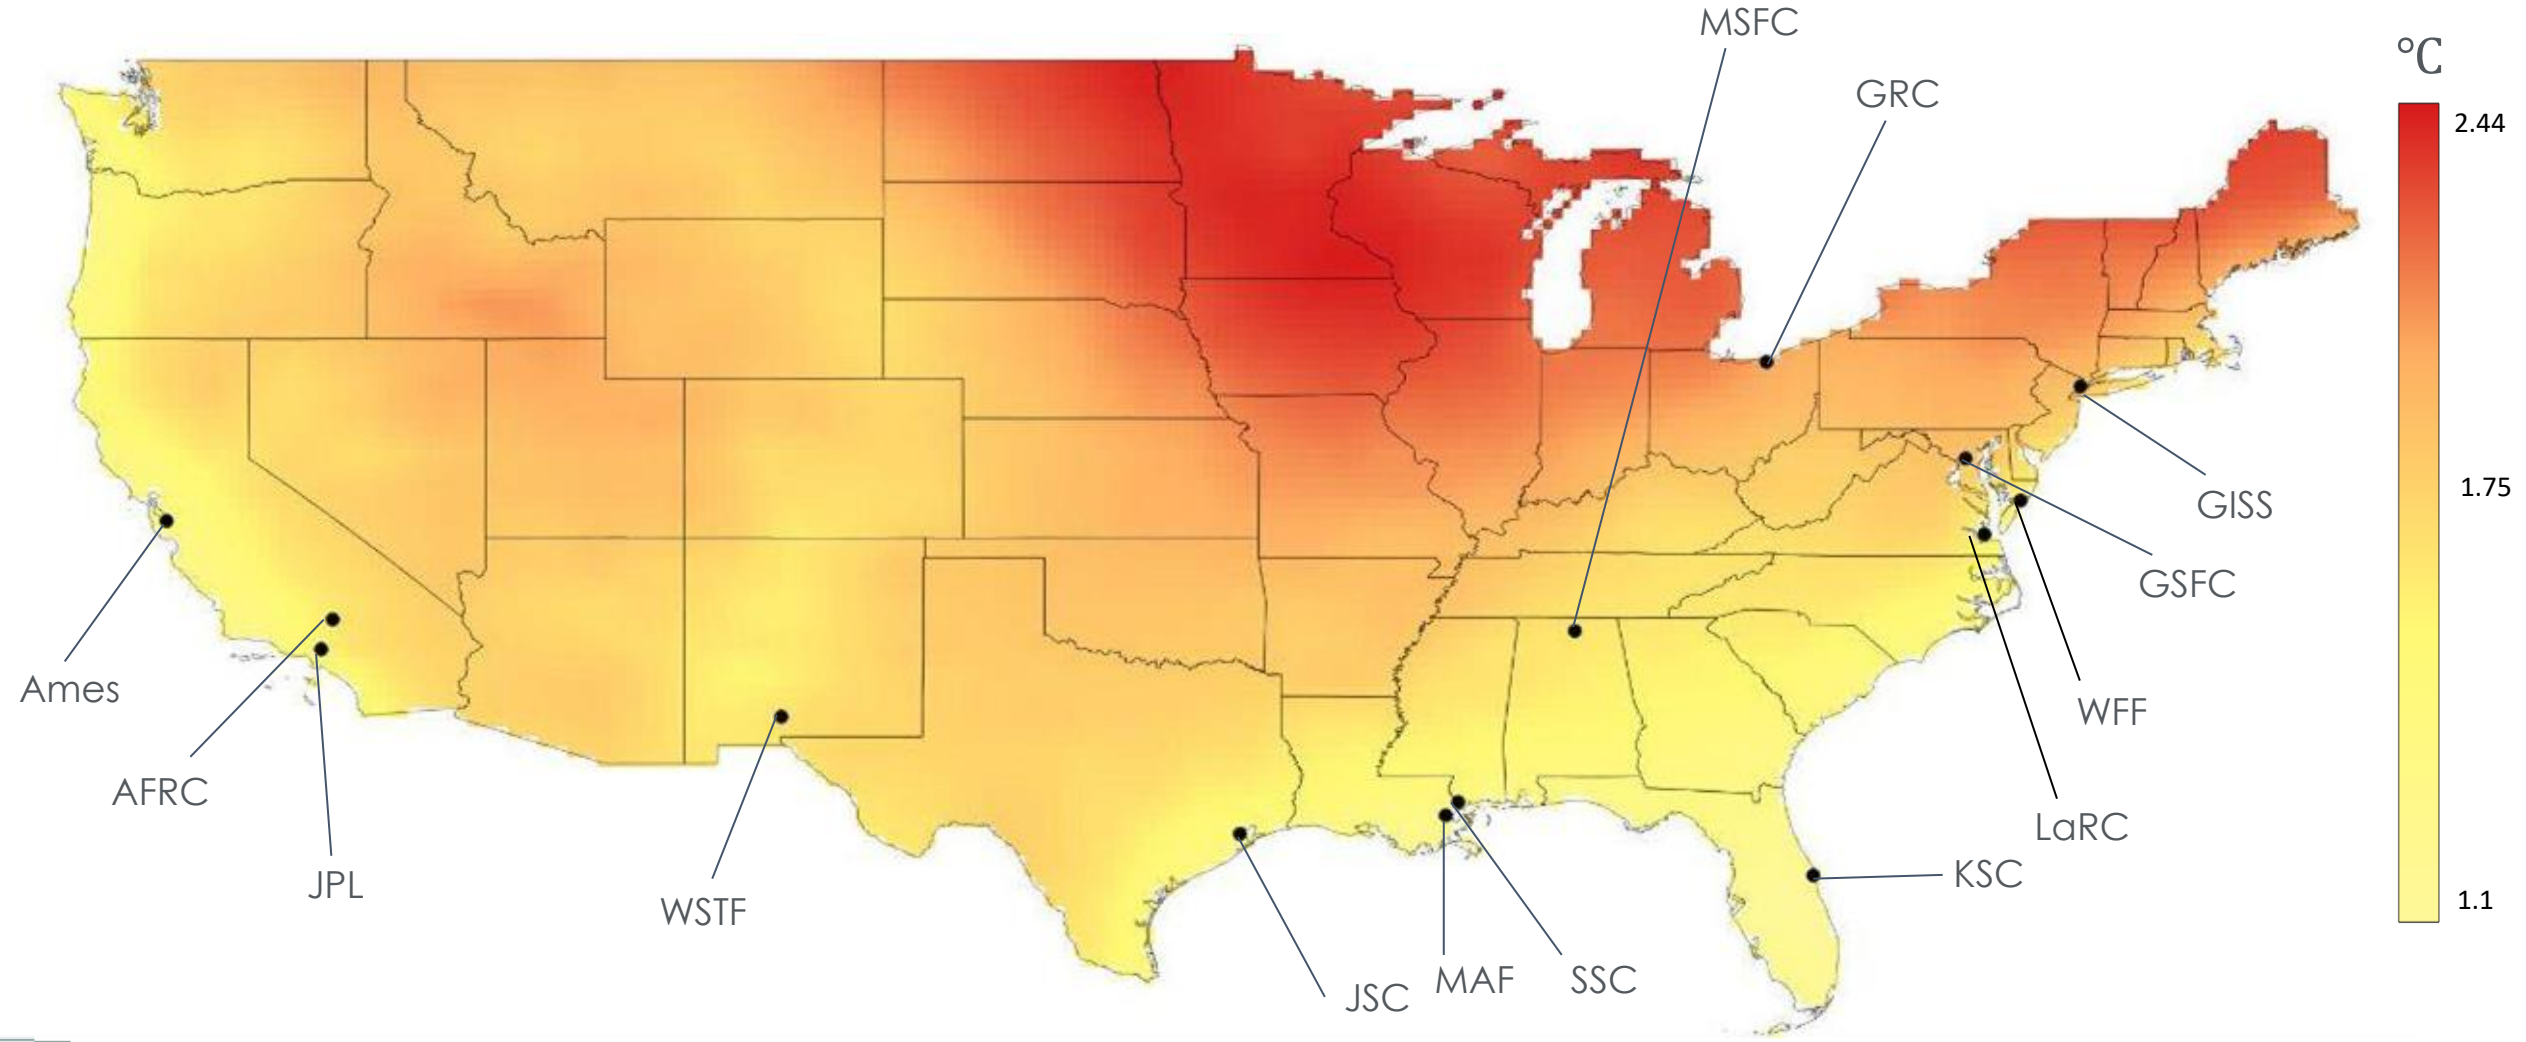 MSFC
°C
GRC
2.44
1.75
GISS
GSFC
Ames
WFF
AFRC
LaRC
KSC
JPL
1.1
WSTF
MAF
SSC
JSC